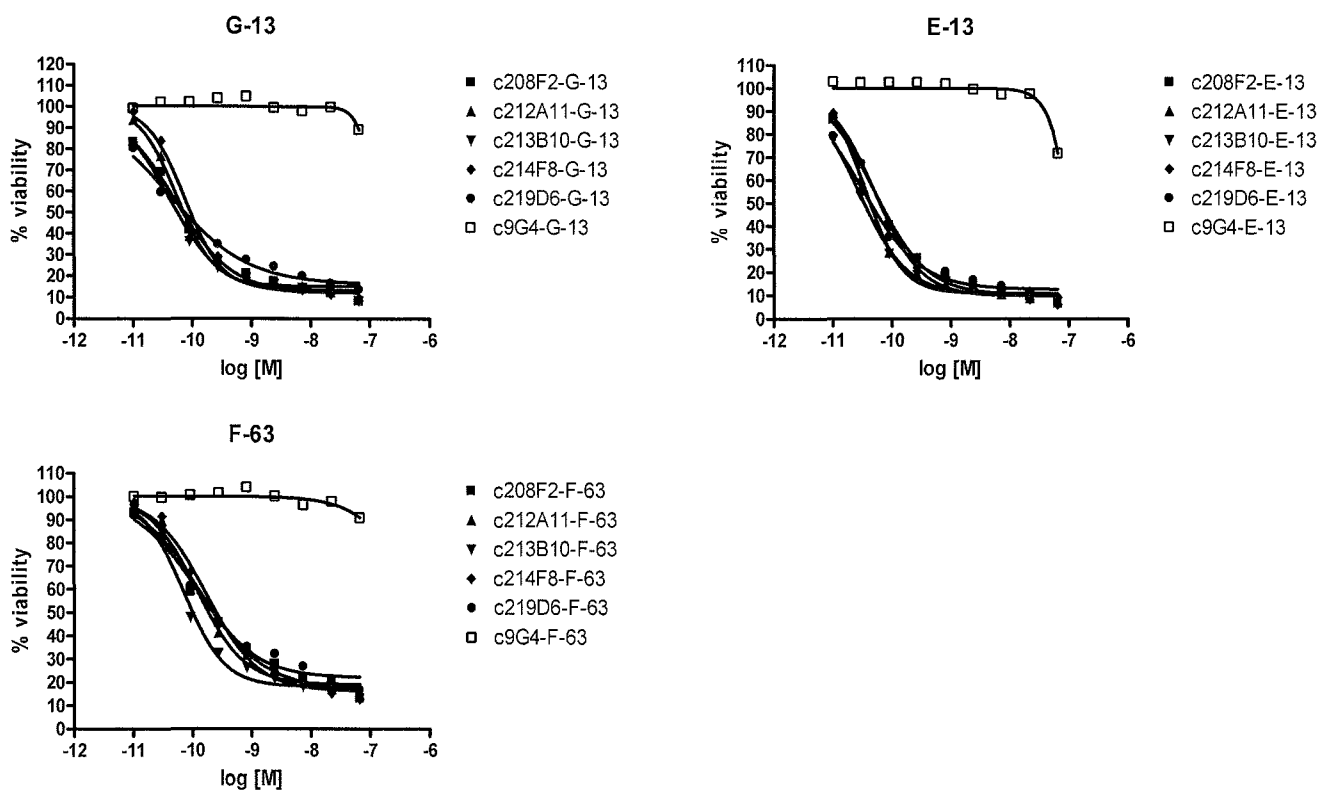 G-13
120
110
100
90
80
70
60
50
40
30
20
10
0
% viability
-12 -11 -10 -9 -8 -7 -6
log [M]
c208F2-G-13
c212A11-G-13
c213B10-G-13
c214F8-G-13
c219D6-G-13
c9G4-G-13
E-13
110
100
90
80
70
60
50
40
30
20
10
0
% viability
-12 -11 -10 -9 -8 -7 -6
log [M]
c208F2-E-13
c212A11-E-13
c213B10-E-13
c214F8-E-13
c219D6-E-13
c9G4-E-13
F-63
110
100
90
80
70
60
50
40
30
20
10
0
% viability
-12 -11 -10 -9 -8 -7 -6
log [M]
c208F2-F-63
c212A11-F-63
c213B10-F-63
c214F8-F-63
c219D6-F-63
c9G4-F-63